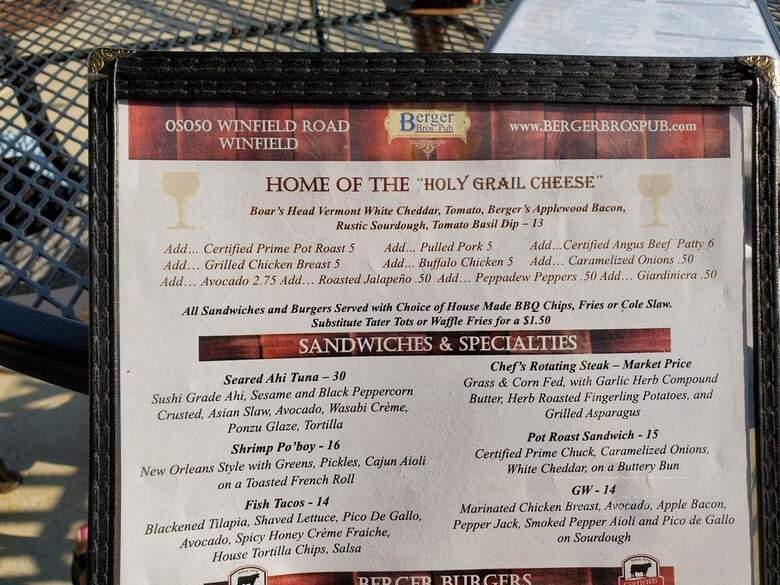 0S050 WINFIELD ROAD
WINFIELD
Berger
Bros. Pub
www.BERGERBROSPUB.com
HOME OF THE "HOLY GRAIL CHEESE"
Boar's Head Vermont White Cheddar, Tomato, Berger's Applewood Bacon,
Rustic Sourdough, Tomato Basil Dip – 13
Add... Certified Prime Pot Roast 5 Add... Pulled Pork 5 Add...Certified Angus Beef Patty 6
Add... Grilled Chicken Breast 5 Add... Buffalo Chicken 5 Add... Caramelized Onions .50
Add... Avocado 2.75 Add... Roasted Jalapeño .50 Add... Peppadew Peppers .50 Add... Giardiniera .50
All Sandwiches and Burgers Served with Choice of House Made BBQ Chips, Fries or Cole Slaw.
Substitute Tater Tots or Waffle Fries for a $1.50
SANDWICHES & SPECIALTIES
Seared Ahi Tuna – 30
Sushi Grade Ahi, Sesame and Black Peppercorn
Crusted, Asian Slaw, Avocado, Wasabi Crème,
Ponzu Glaze, Tortilla
Shrimp Po'boy - 16
New Orleans Style with Greens, Pickles, Cajun Aioli
on a Toasted French Roll
Fish Tacos - 14
Blackened Tilapia, Shaved Lettuce, Pico De Gallo,
Avocado, Spicy Honey Crème Fraiche,
House Tortilla Chips, Salsa
Chef's Rotating Steak – Market Price
Grass & Corn Fed, with Garlic Herb Compound
Butter, Herb Roasted Fingerling Potatoes, and
Grilled Asparagus
Pot Roast Sandwich - 15
Certified Prime Chuck, Caramelized Onions,
White Cheddar, on a Buttery Bun
GW - 14
Marinated Chicken Breast, Avocado, Apple Bacon,
Pepper Jack, Smoked Pepper Aioli and Pico de Gallo
on Sourdough
BERGER BURGERS
CERTIFIED